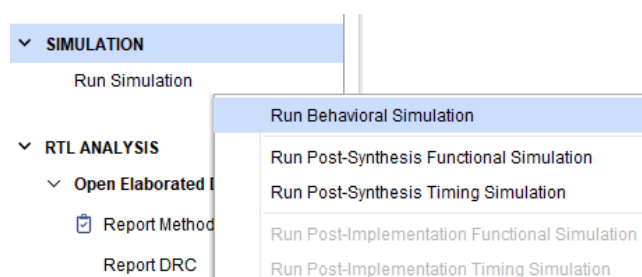 SIMULATION
Run Simulation
Run Behavioral Simulation
RTL ANALYSIS
Run Post-Synthesis Functional Simulation
Open Elaborated
Run Post-Synthesis Timing Simulation
Report Method
Run Post-Implementation Functional Simulation
Report DRC
Run Post-Implementation Timing Simulation